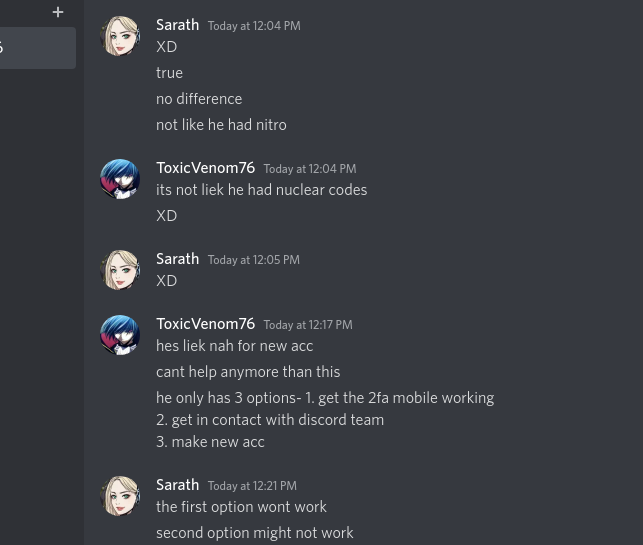 +
6
Sarath Today at 12:04 PM
XD
true
no difference
not like he had nitro
ToxicVenom76 Today at 12:04 PM
its not liek he had nuclear codes
XD
Sarath Today at 12:05 PM
XD
ToxicVenom76 Today at 12:17 PM
hes liek nah for new acc
cant help anymore than this
he only has 3 options- 1. get the 2fa mobile working
2. get in contact with discord team
3. make new acc
Sarath Today at 12:21 PM
the first option wont work
second option might not work